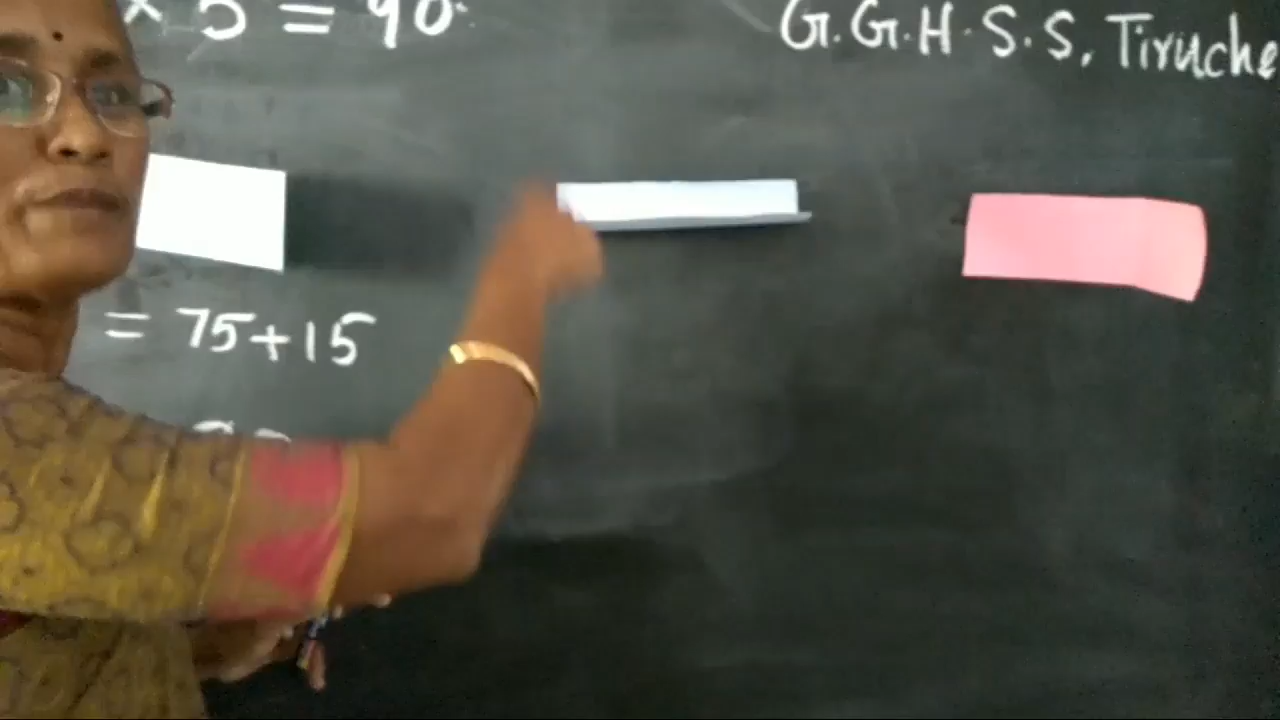 × 5 = 90
G.G.H.S.S, Tiruche
= 75+15